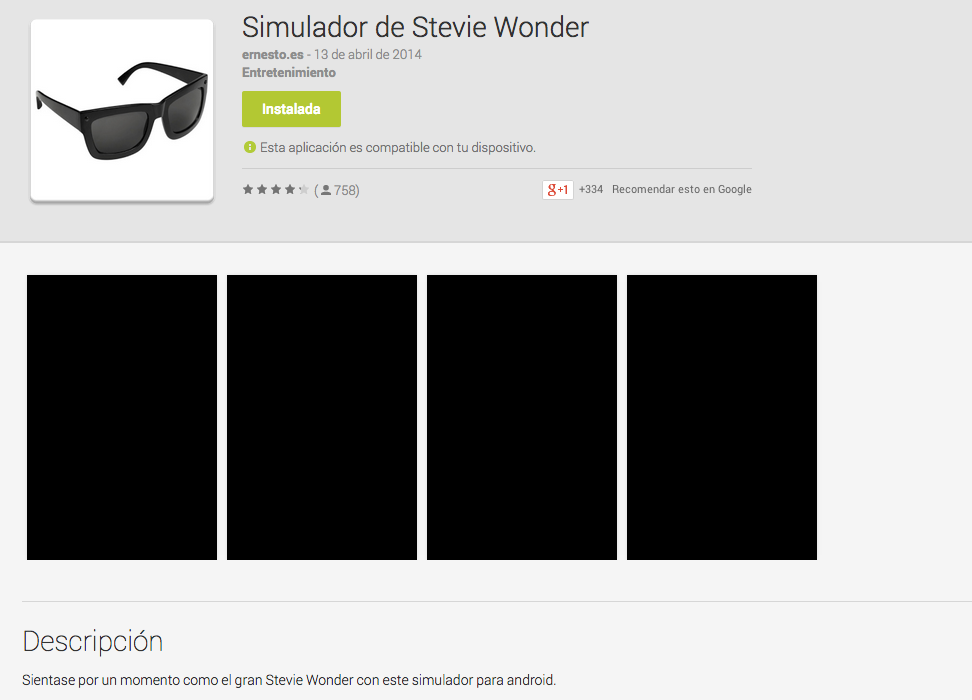 Simulador de Stevie Wonder
ernesto.es - 13 de abril de 2014
Entretenimiento
Instalada
Esta aplicación es compatible con tu dispositivo.
(758)
g+1 +334 Recomendar esto en Google
Descripción
Sientase por un momento como el gran Stevie Wonder con este simulador para android.